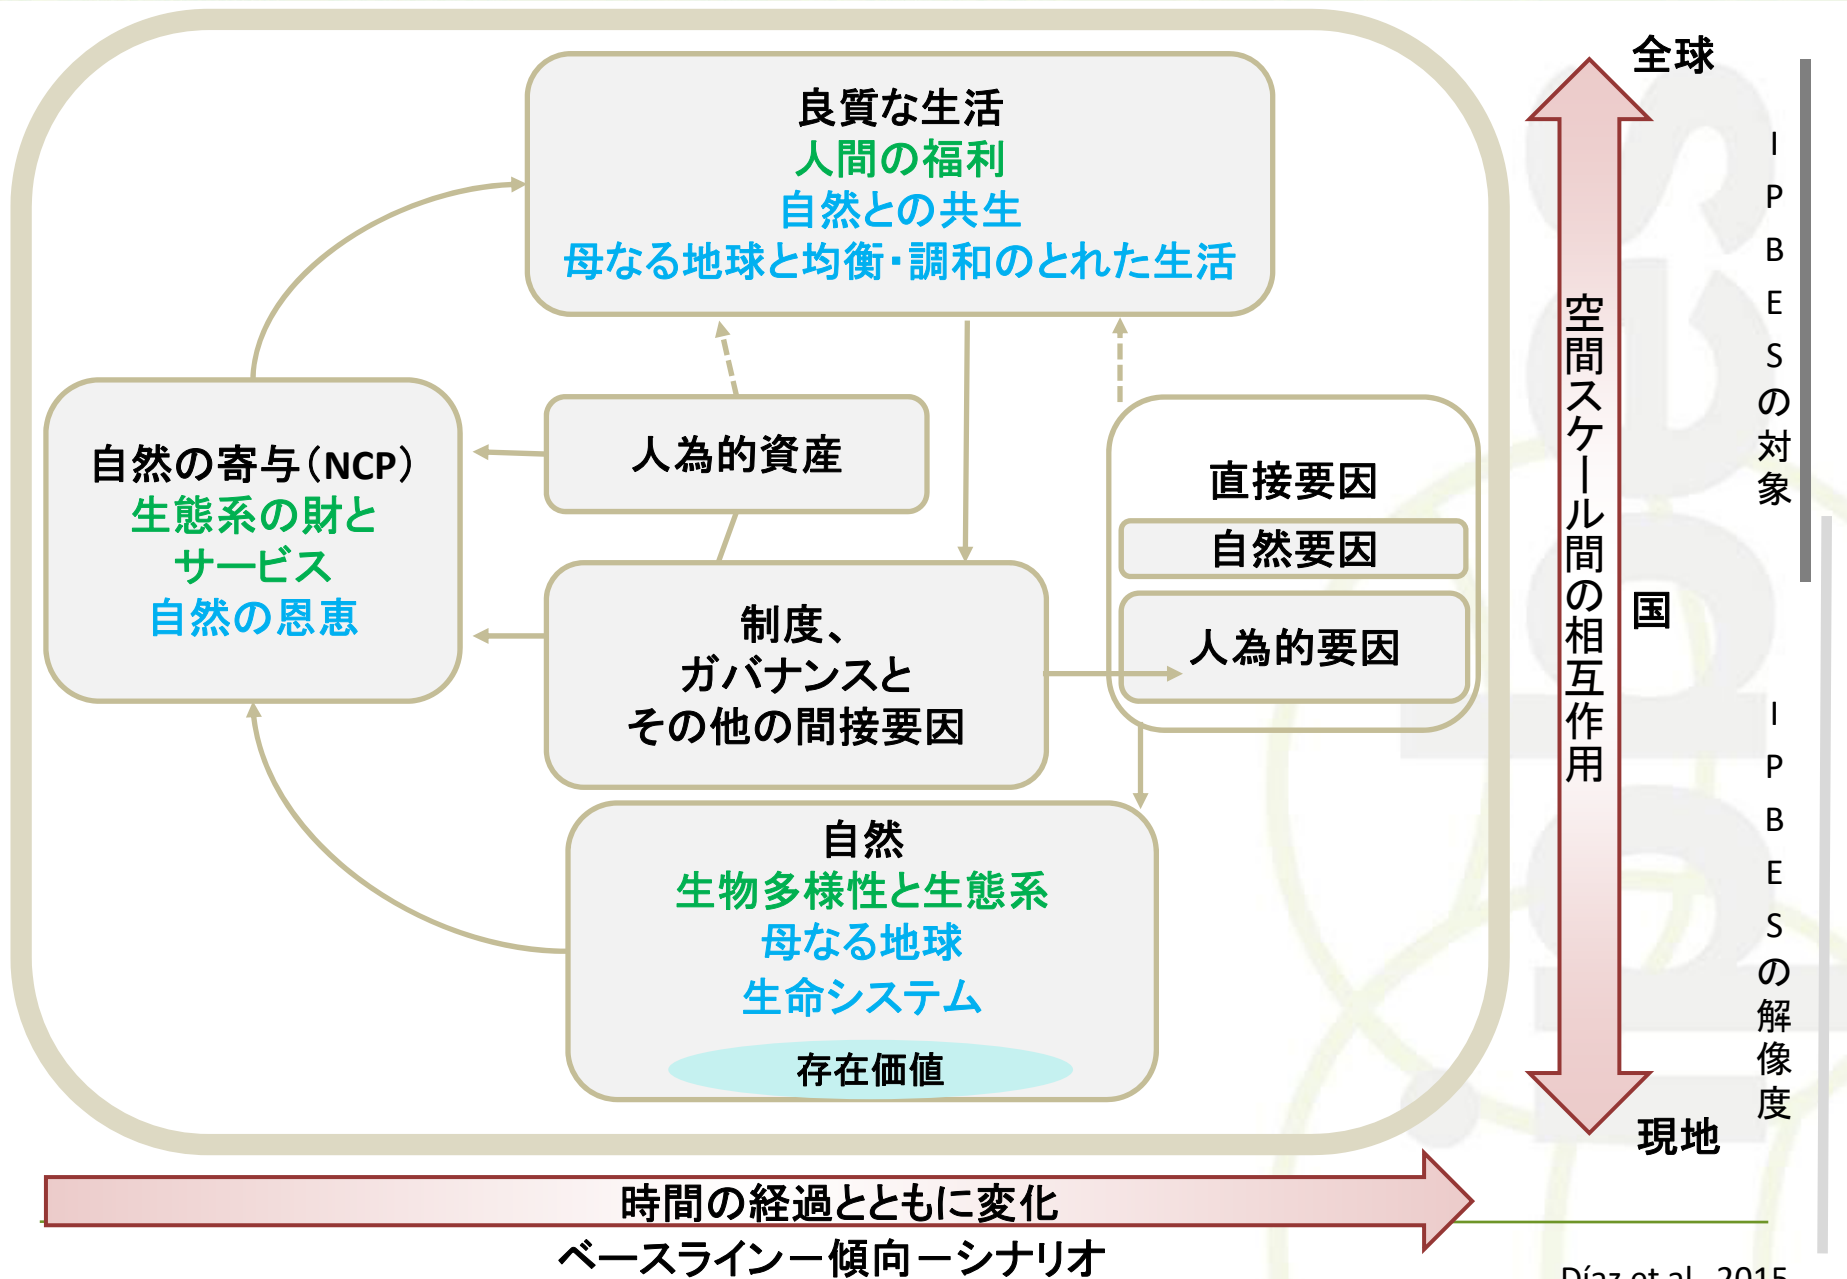 良質な生活
人間の福利
自然との共生
母なる地球と均衡・調和のとれた生活
自然の寄与（NCP）
生態系の財と
サービス
自然の恩恵
人為的資産
制度、
ガバナンスと
その他の間接要因
直接要因
自然要因
人為的要因
自然
生物多様性と生態系
母なる地球
生命システム
存在価値
全球
国
現地
空間スケール間の相互作用
IPBESの対象
IPBESの解像度
時間の経過とともに変化
ベースラインー傾向ーシナリオ
Díaz et al., 2015